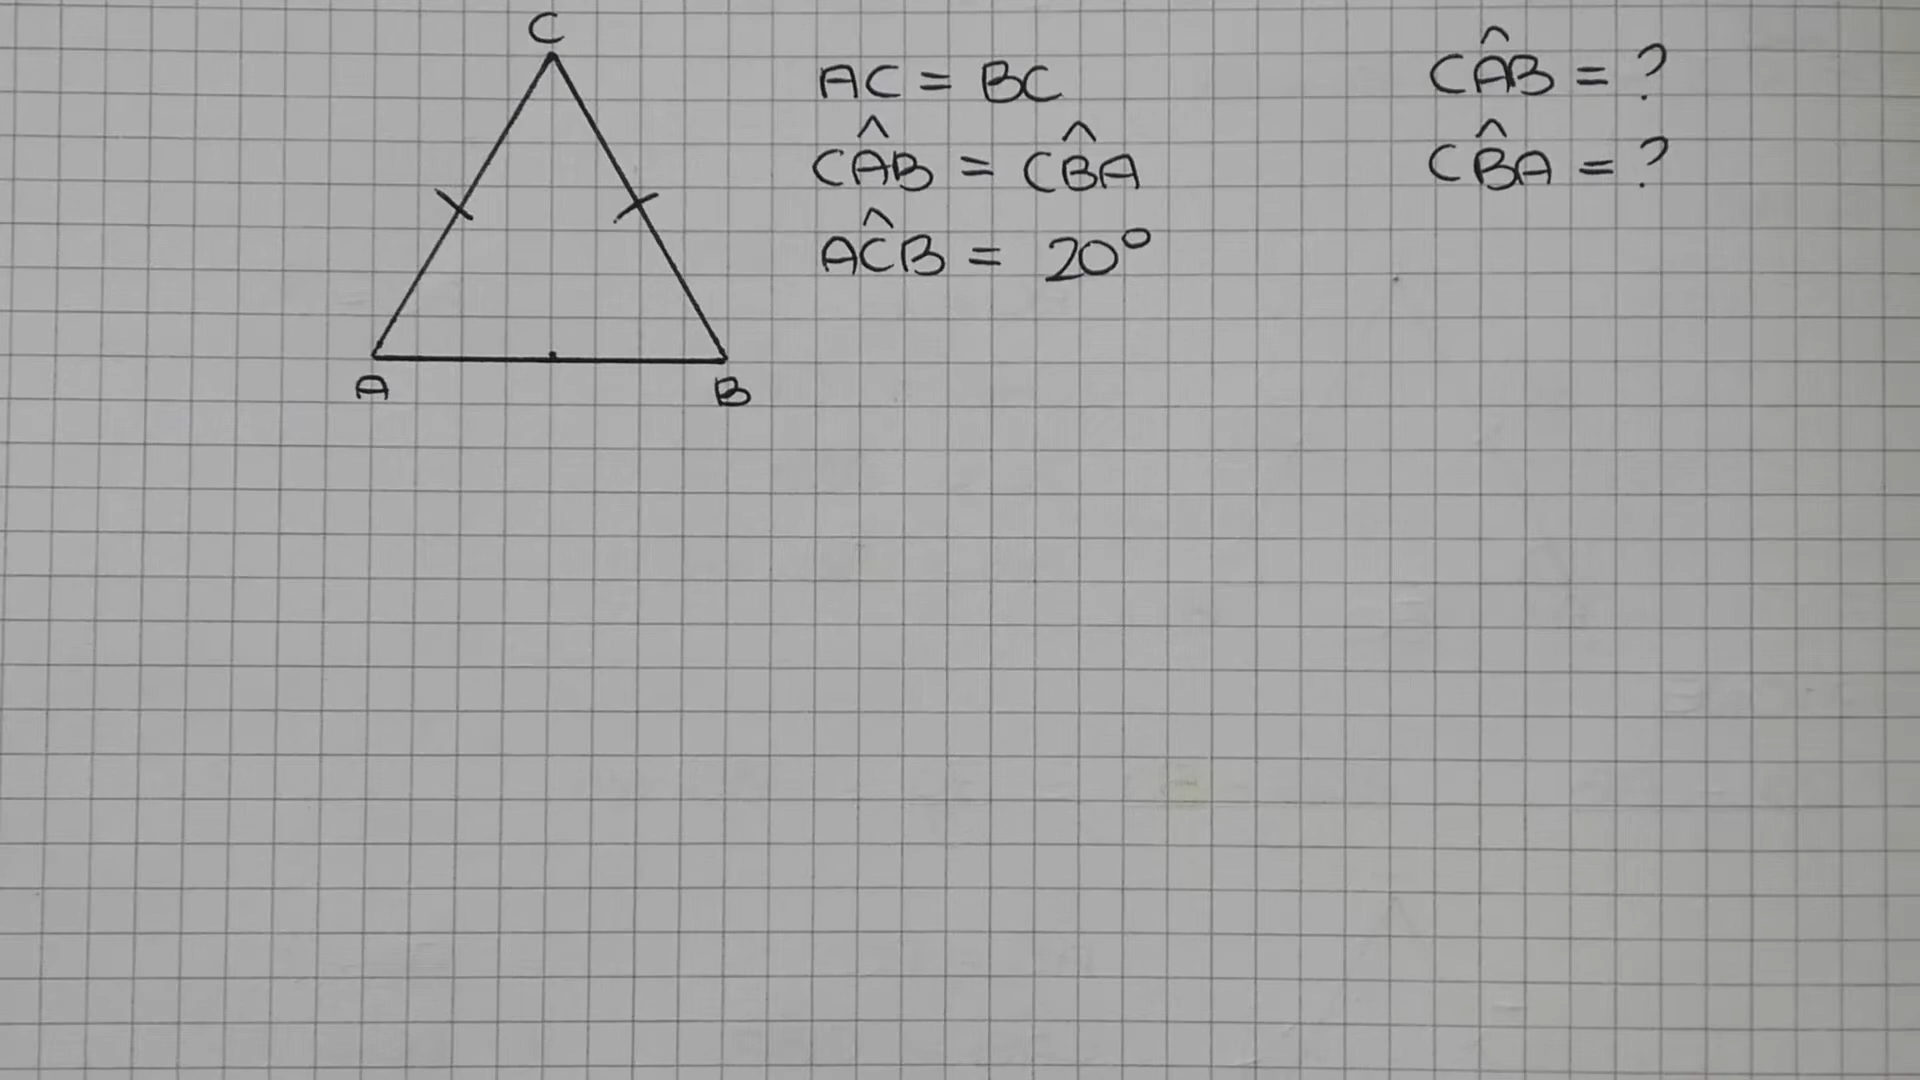 C
A
B
AC = BC
CÂB = CB̂A
AĈB = 20°
CÂB = ?
CB̂A = ?